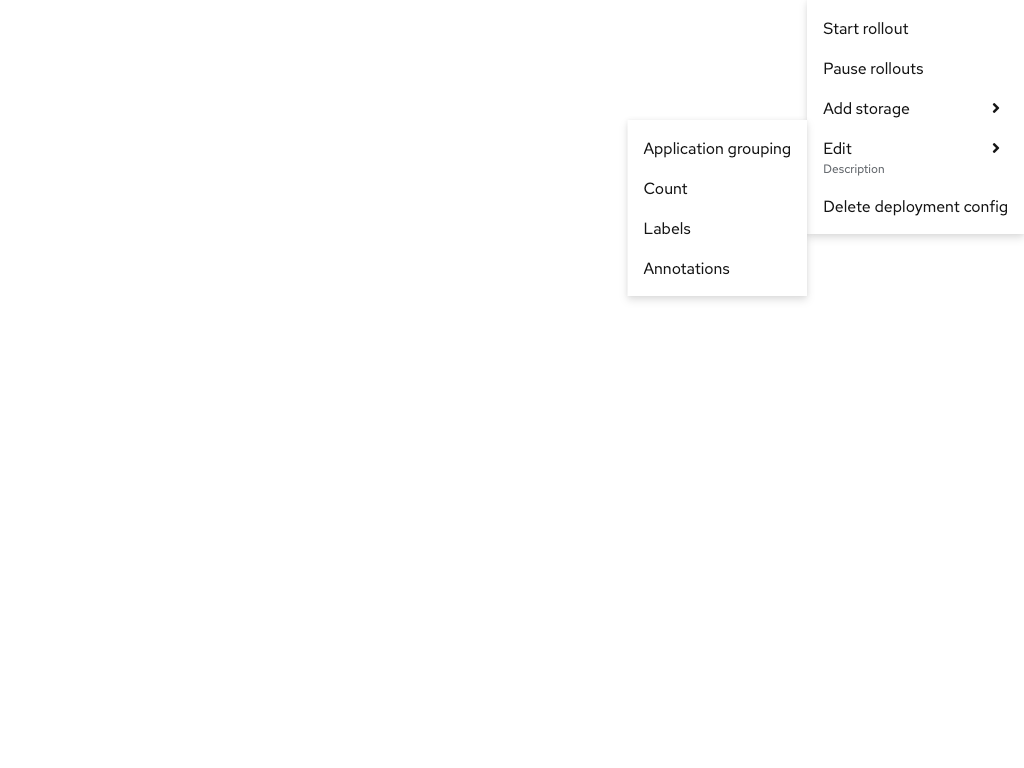 Start rollout
Pause rollouts
Add storage
Edit
Description
Delete deployment config
Application grouping
Count
Labels
Annotations